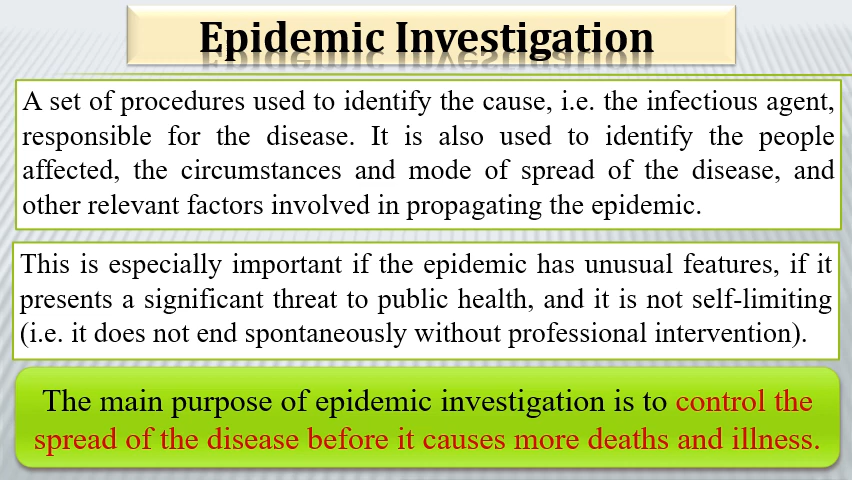 Epidemic Investigation
A set of procedures used to identify the cause, i.e. the infectious agent,
responsible for the disease. It is also used to identify the people
affected, the circumstances and mode of spread of the disease, and
other relevant factors involved in propagating the epidemic.
This is especially important if the epidemic has unusual features, if it
presents a significant threat to public health, and it is not self-limiting
(i.e. it does not end spontaneously without professional intervention).
The main purpose of epidemic investigation is to control the
spread of the disease before it causes more deaths and illness.